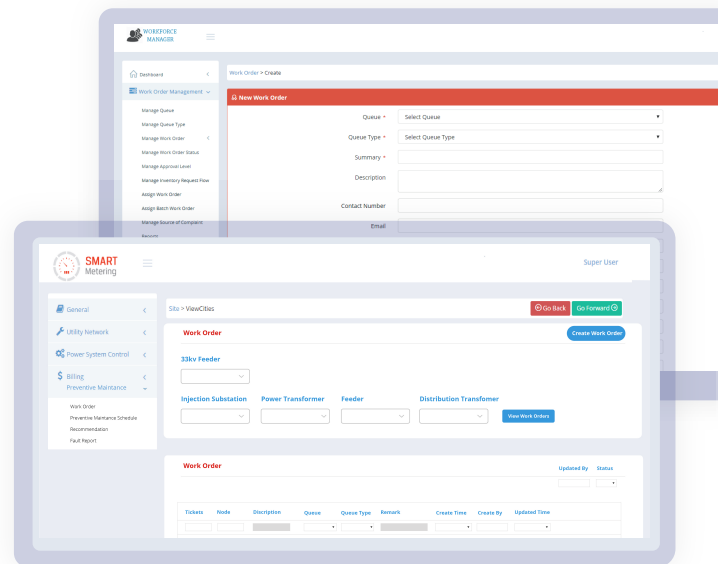 WORKFORCE
MANAGER
Dashboard
Work Order Management
Manage Queue
Manage Queue Type
Manage Work Order
Manage Work Order Status
Manage Approval Level
Manage Inventory Request Flow
Assign Work Order
Assign Batch Work Order
Manage Source of Complaint
Reports
Work Order > Create
New Work Order
Queue * Select Queue
Queue Type * Select Queue Type
Summary *
Description
Contact Number
Email
SMART
Metering
Super User
General
Utility Network
Power System Control
$ Billing
Preventive Maintance
Work Order
Preventive Maintance Schedule
Recommendation
Fault Report
Site > ViewCities
Go Back Go Forward
Work Order
Create Work Order
33kv Feeder
Injection Substation Power Transformer Feeder Distribution Transfomer
View Work Orders
Work Order
Updated By Status
Tickets Node Discription Queue Queue Type Remark Create Time Create By Updated Time